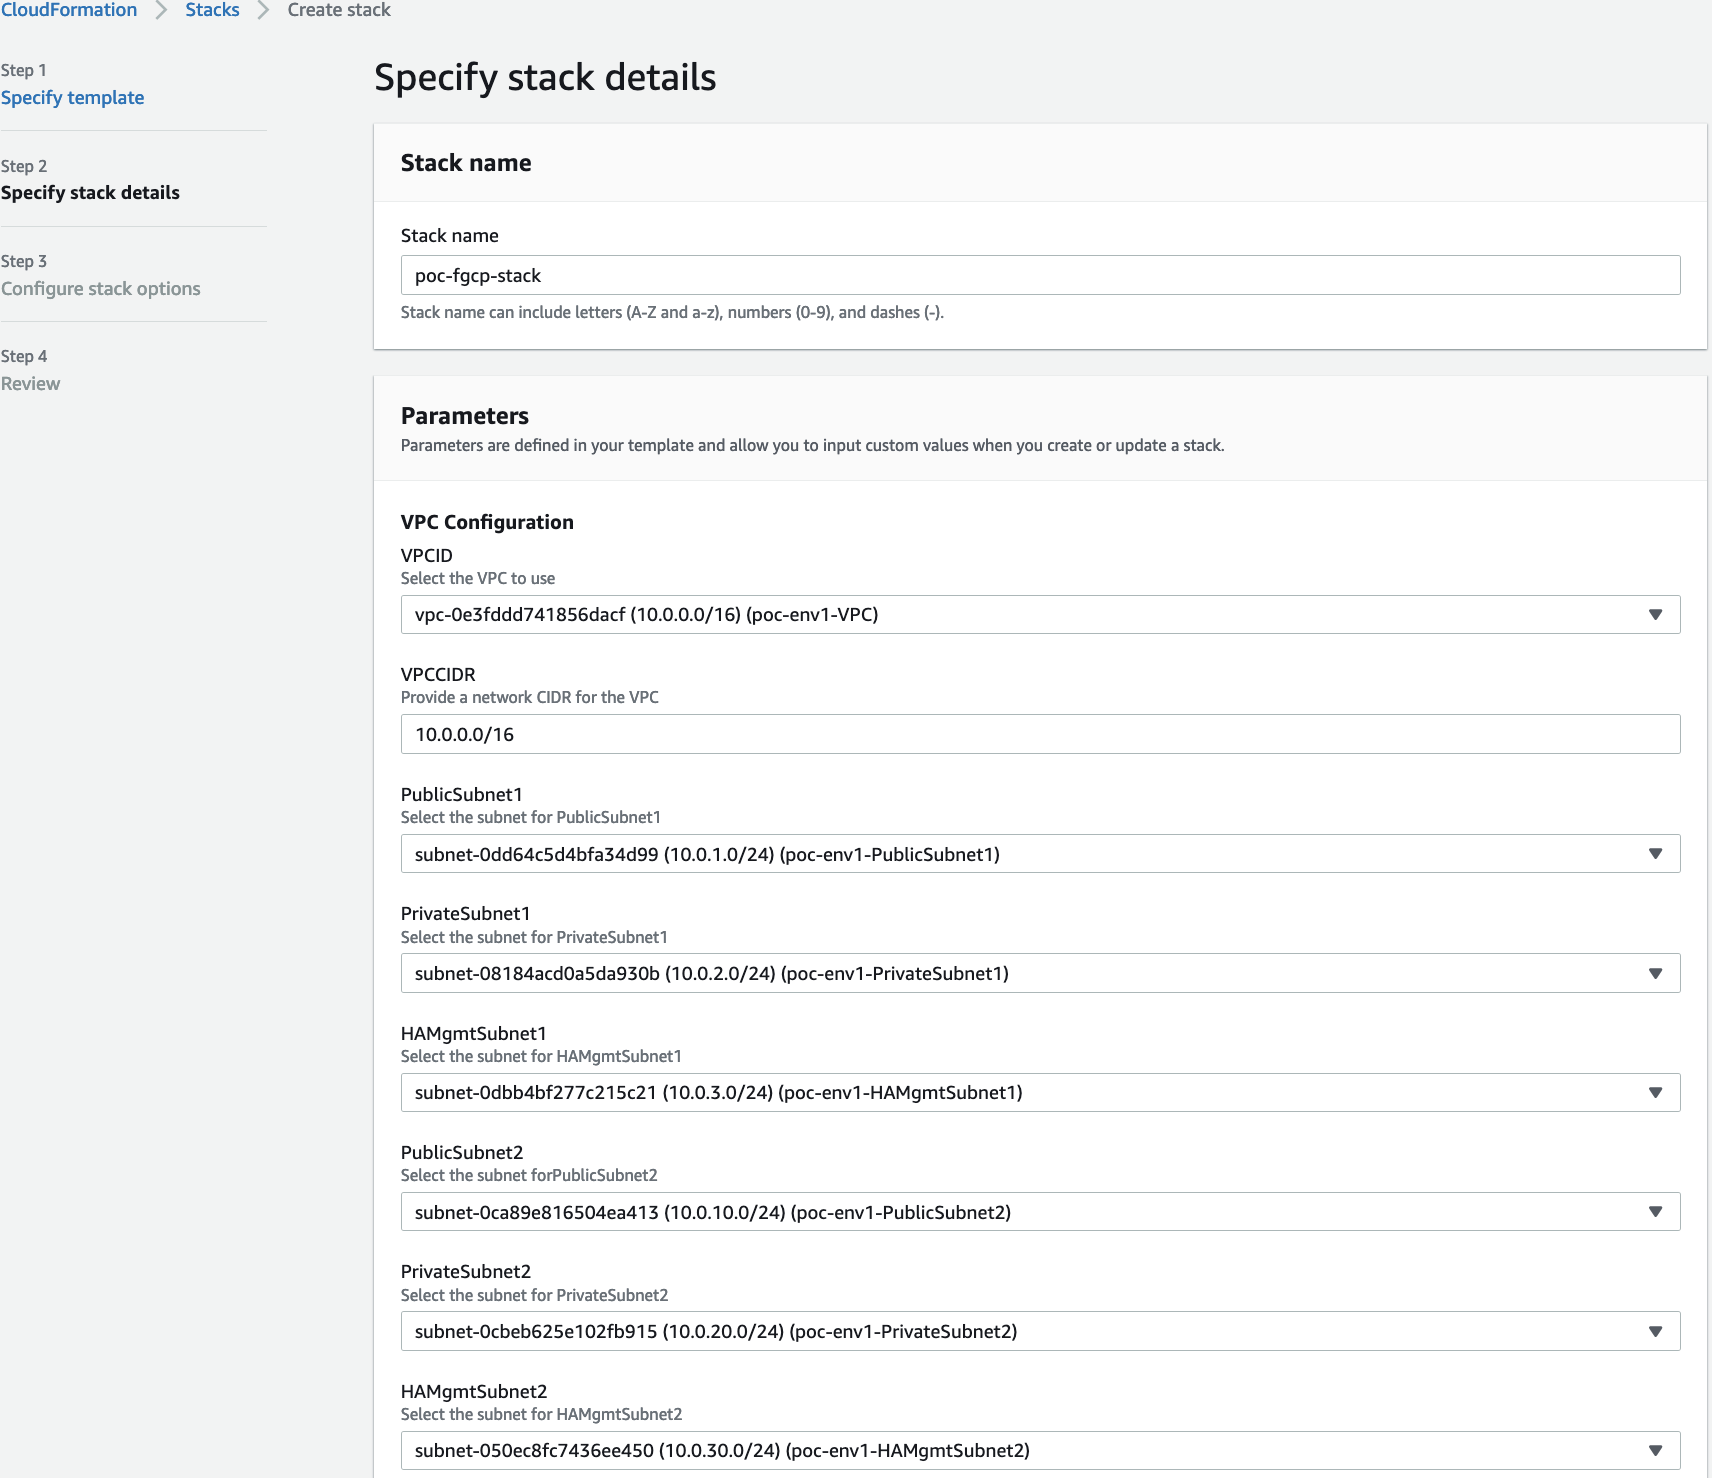 CloudFormation > Stacks > Create stack
Step 1
Specify template
Step 2
Specify stack details
Step 3
Configure stack options
Step 4
Review
Specify stack details
Stack name
Stack name
poc-fgcp-stack
Stack name can include letters (A-Z and a-z), numbers (0-9), and dashes (-).
Parameters
Parameters are defined in your template and allow you to input custom values when you create or update a stack.
VPC Configuration
VPCID
Select the VPC to use
vpc-0e3fddd741856dacf (10.0.0.0/16) (poc-env1-VPC)
VPCCIDR
Provide a network CIDR for the VPC
10.0.0.0/16
PublicSubnet1
Select the subnet for PublicSubnet1
subnet-0dd64c5d4bfa34d99 (10.0.1.0/24) (poc-env1-PublicSubnet1)
PrivateSubnet1
Select the subnet for PrivateSubnet1
subnet-08184acd0a5da930b (10.0.2.0/24) (poc-env1-PrivateSubnet1)
HAMgmtSubnet1
Select the subnet for HAMgmtSubnet1
subnet-0dbb4bf277c215c21 (10.0.3.0/24) (poc-env1-HAMgmtSubnet1)
PublicSubnet2
Select the subnet forPublicSubnet2
subnet-0ca89e816504ea413 (10.0.10.0/24) (poc-env1-PublicSubnet2)
PrivateSubnet2
Select the subnet for PrivateSubnet2
subnet-0cbeb625e102fb915 (10.0.20.0/24) (poc-env1-PrivateSubnet2)
HAMgmtSubnet2
Select the subnet for HAMgmtSubnet2
subnet-050ec8fc7436ee450 (10.0.30.0/24) (poc-env1-HAMgmtSubnet2)